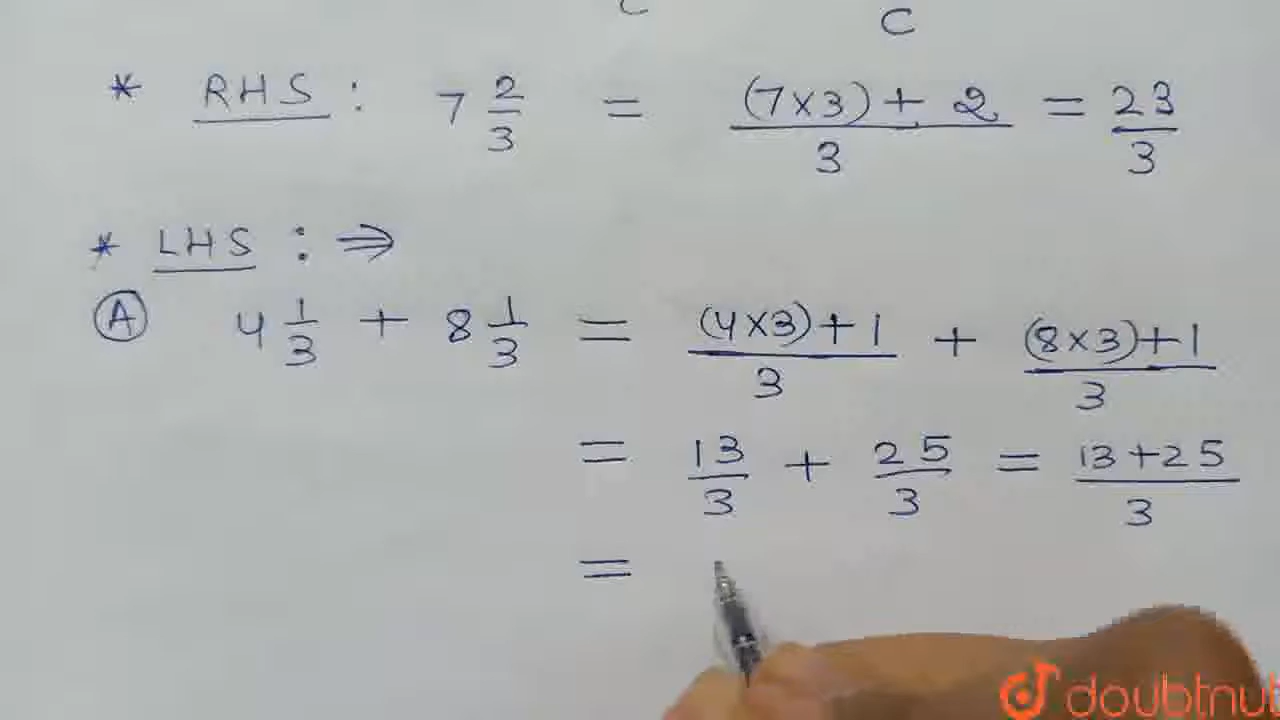 C C
* RHS : 7 2/3 = (7×3)+2/3 = 23/3
* LHS : ⇒
(A) 4 1/3 + 8 1/3 = (4×3)+1/3 + (8×3)+1/3
= 13/3 + 25/3 = 13+25/3
=
doubtnut